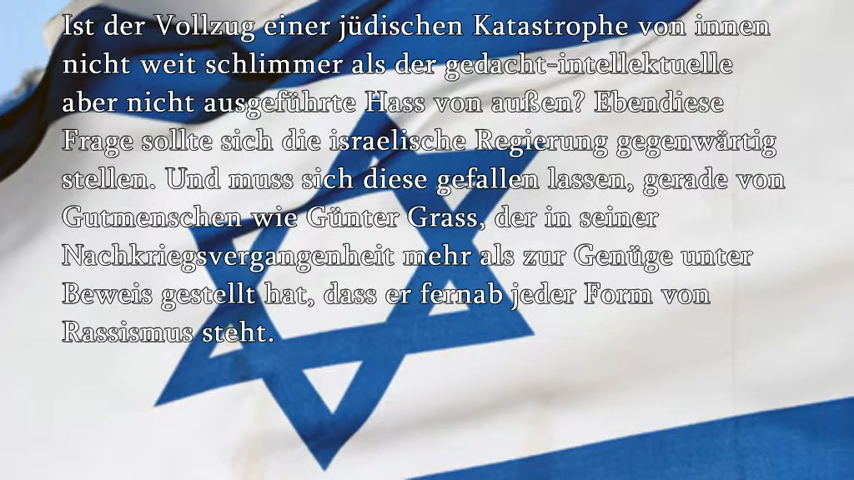 Ist der Vollzug einer jüdischen Katastrophe von innen
nicht weit schlimmer als der gedacht-intellektuelle
aber nicht ausgeführte Hass von außen? Ebendiese
Frage sollte sich die israelische Regierung gegenwärtig
stellen. Und muss sich diese gefallen lassen, gerade von
Gutmenschen wie Günter Grass, der in seiner
Nachkriegsvergangenheit mehr als zur Genüge unter
Beweis gestellt hat, dass er fernab jeder Form von
Rassismus steht.